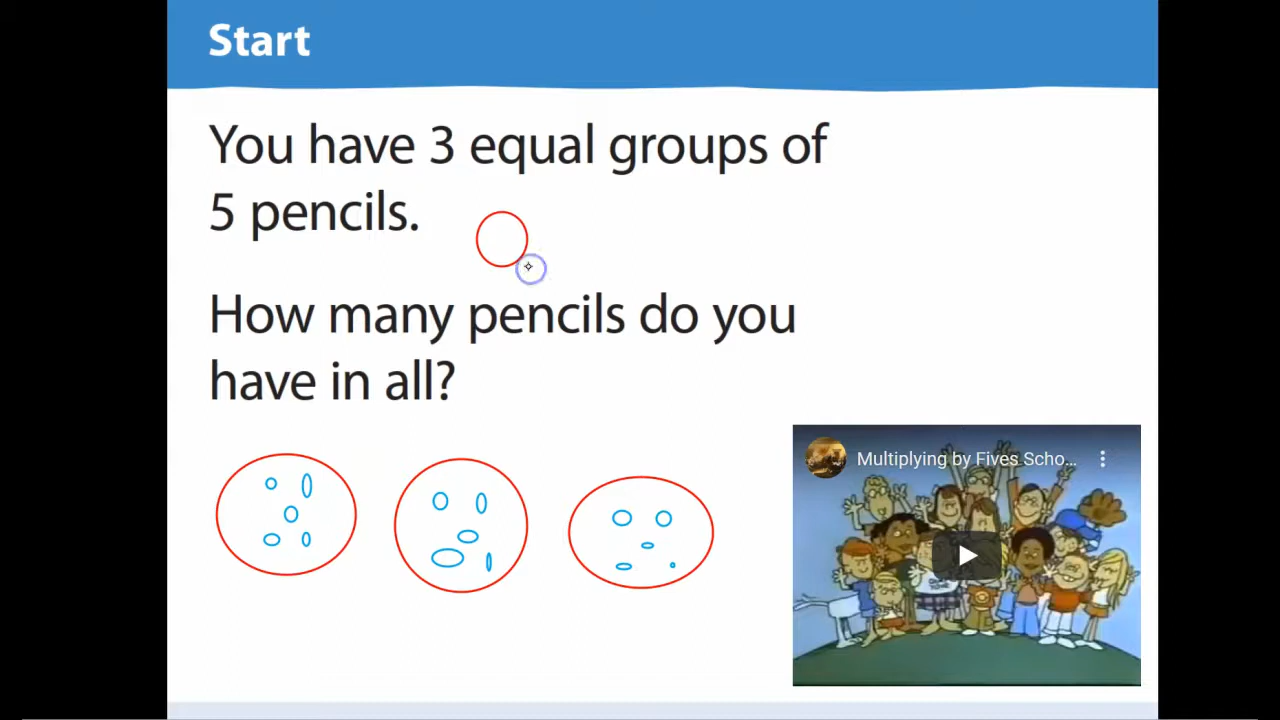 Start
You have 3 equal groups of
5 pencils.
How many pencils do you
have in all?
Multiplying by Fives Scho...